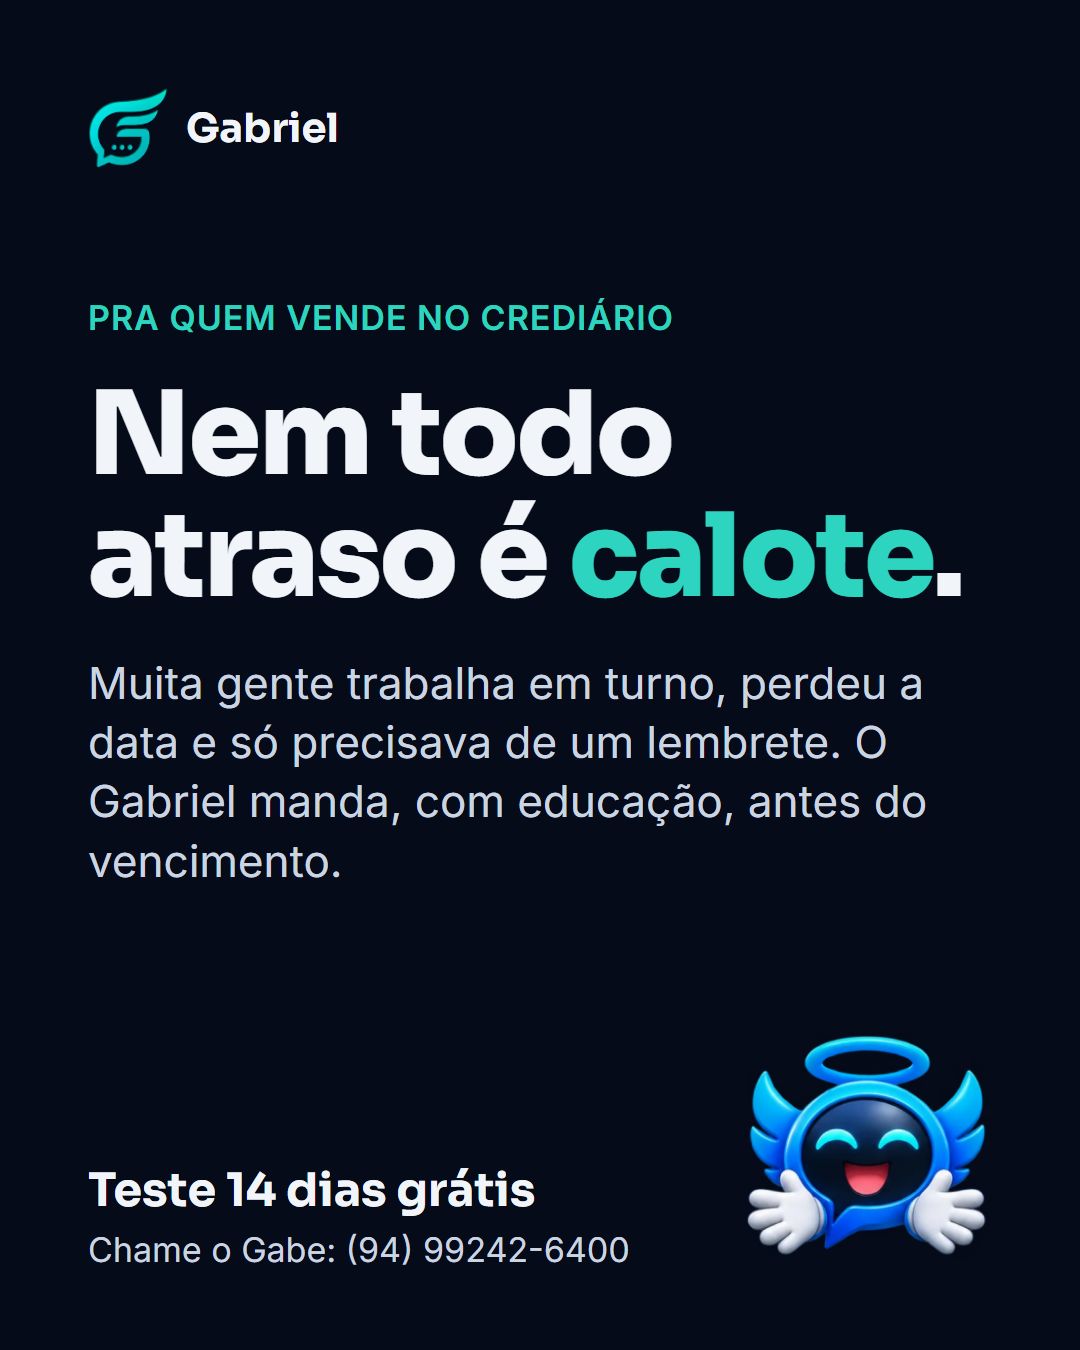 Gabriel
PRA QUEM VENDE NO CREDIÁRIO
Nem todo
atraso é calote.
Muita gente trabalha em turno, perdeu a
data e só precisava de um lembrete. O
Gabriel manda, com educação, antes do
vencimento.
Teste 14 dias grátis
Chame o Gabe: (94) 99242-6400